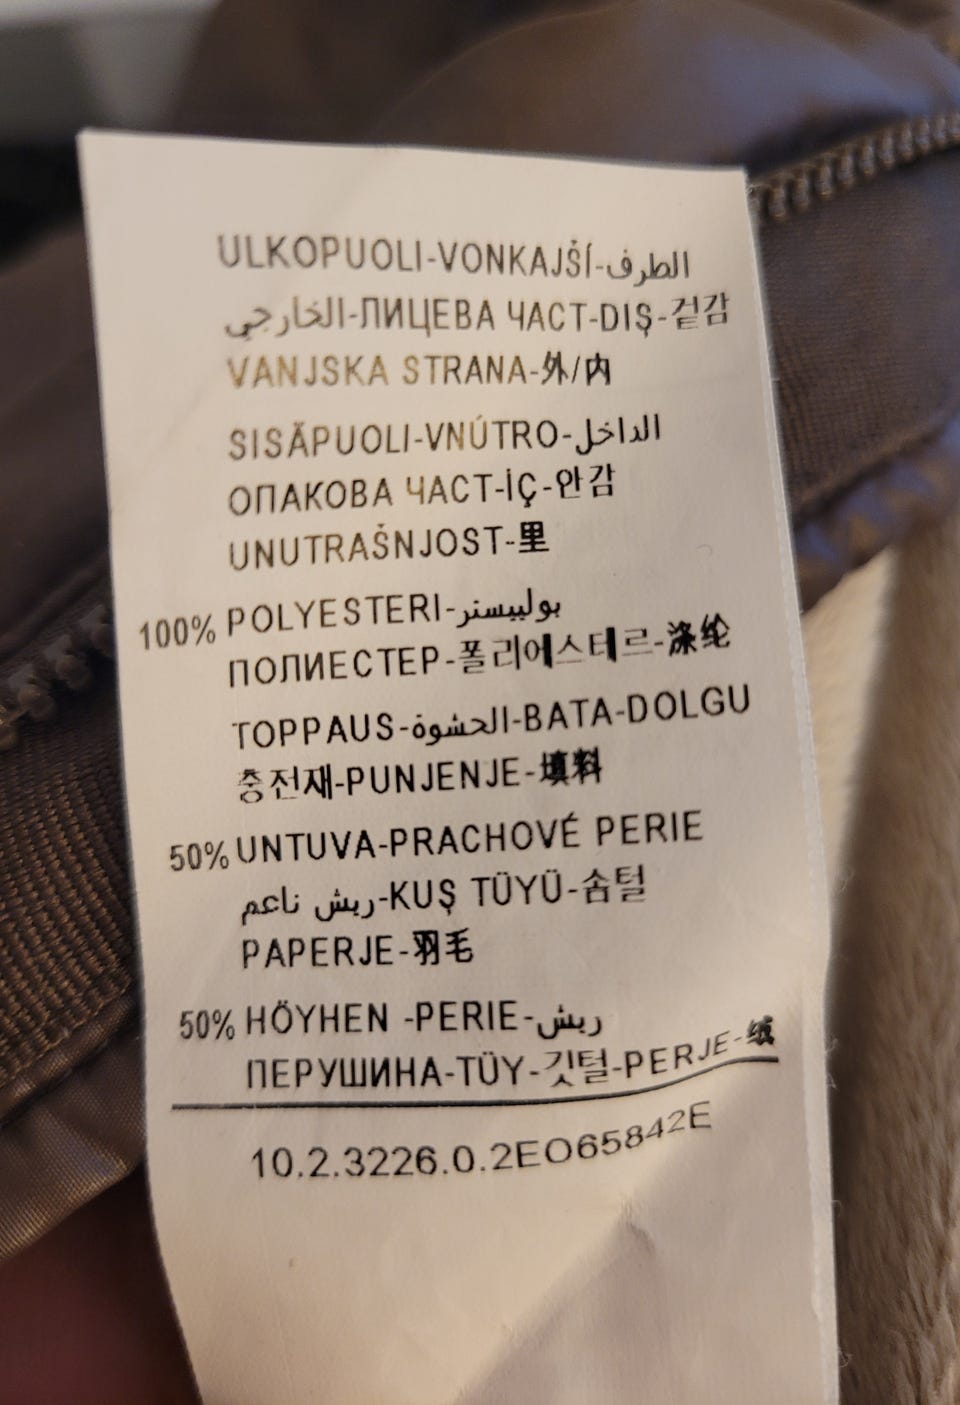 ULKOPUOLI-VONKAJŠÍ-الطرف
الخارجي-ЛИЦЕВА ЧАСТ-DIŞ-겉감
VANJSKA STRANA-外/内
SISÄPUOLI-VNÚTRO-الداخل
ОПАКОВА ЧАСТ-İÇ-안감
UNUTRAŠNJOST-里
100% POLYESTERI-بولييستر
ПОЛИЕСТЕР-폴리에스테르-涤纶
TOPPAUS-الحشوة-BATA-DOLGU
충전재-PUNJENJE-填料
50% UNTUVA-PRACHOVÉ PERIE
ريش ناعم-KUŞ TÜYÜ-솜털
PAPERJE-羽毛
50% HÖYHEN -PERIE-ريش
ПЕРУШИНА-TÜY-깃털-PERJE-绒
10.2.3226.0.2EO65842E